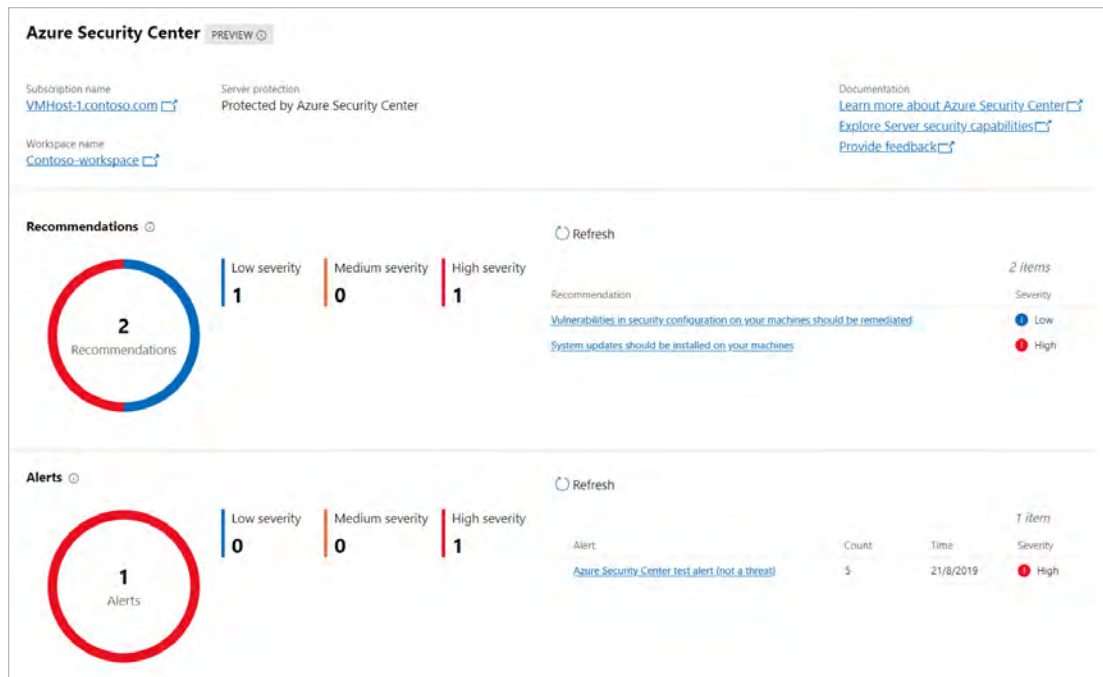 Azure Security Center PREVIEW
Subscription name
VMHost-1.contoso.com
Server protection
Protected by Azure Security Center
Documentation
Learn more about Azure Security Center
Explore Server security capabilities
Provide feedback
Workspace name
Contoso-workspace
Recommendations
Refresh
2
Recommendations
Low severity
1
Medium severity
0
High severity
1
2 items
Recommendation Severity
Vulnerabilities in security configuration on your machines should be remediated Low
System updates should be installed on your machines High
Alerts
Refresh
1
Alerts
Low severity
0
Medium severity
0
High severity
1
1 item
Alert Count Time Severity
Azure Security Center test alert (not a threat) 5 21/8/2019 High